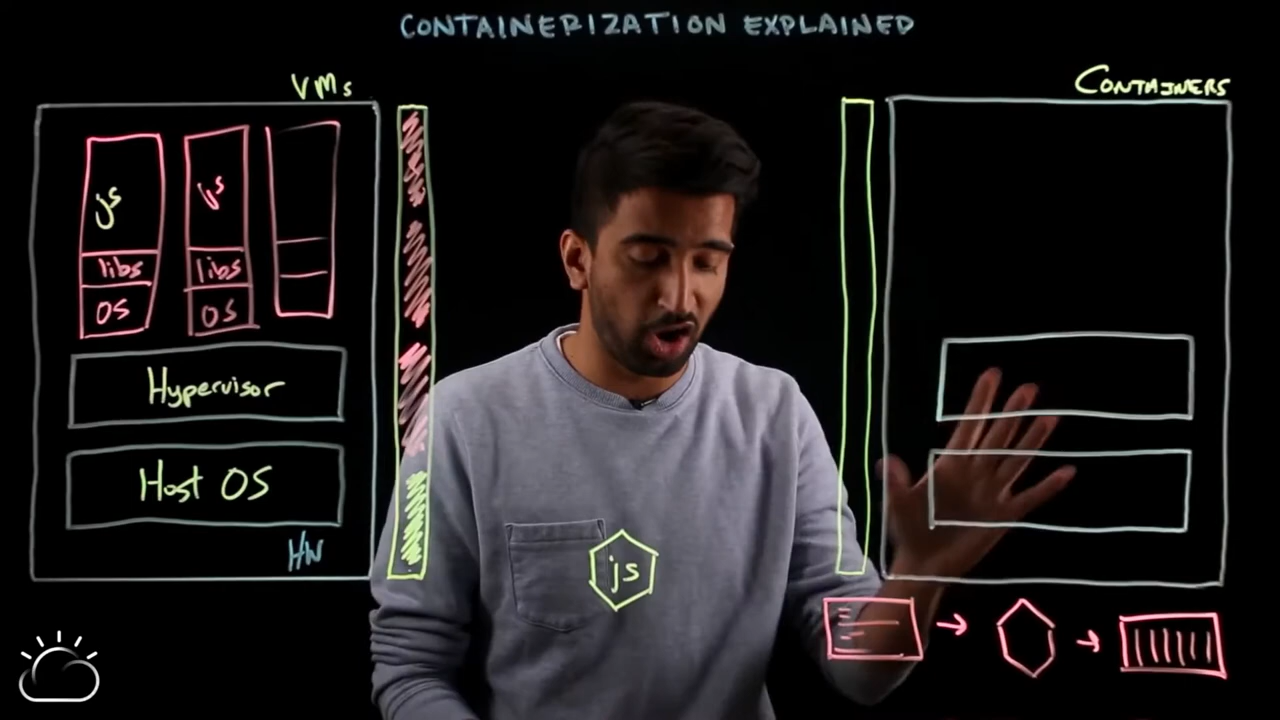 CONTAINERIZATION EXPLAINED
VMs
js
libs
OS
js
libs
OS
Hypervisor
Host OS
HW
js
CONTAINERS